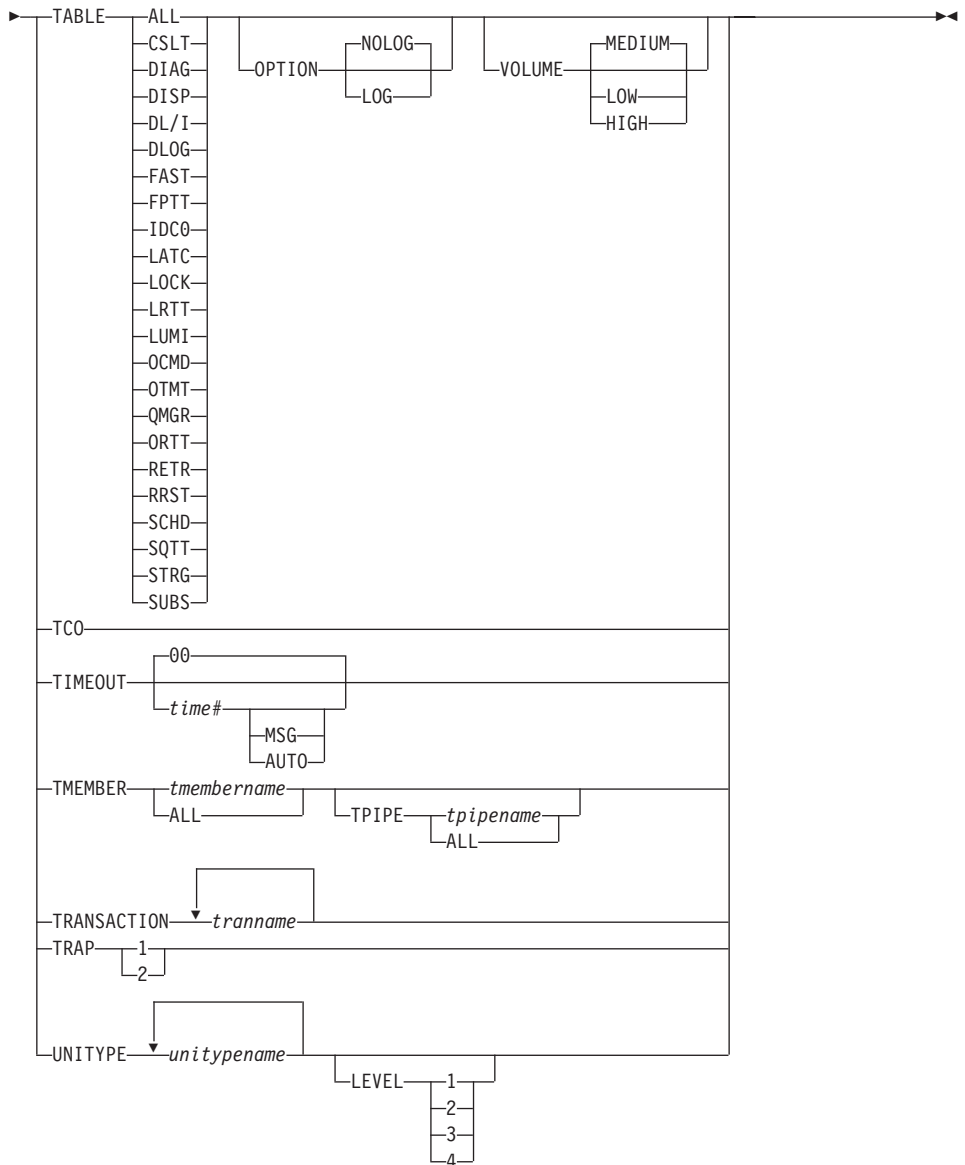 TABLE ALL
CSLT NOLOG MEDIUM
DIAG OPTION VOLUME
DISP LOG LOW
DL/I HIGH
DLOG
FAST
FPTT
IDC0
LATC
LOCK
LRTT
LUMI
OCMD
OTMT
QMGR
ORTT
RETR
RRST
SCHD
SQTT
STRG
SUBS
TCO
00
TIMEOUT
time#
MSG
AUTO
TMEMBER tmembername
ALL TPIPE tpipename
ALL
TRANSACTION tranname
TRAP 1
2
UNITYPE unitypename
LEVEL 1
2
3
4